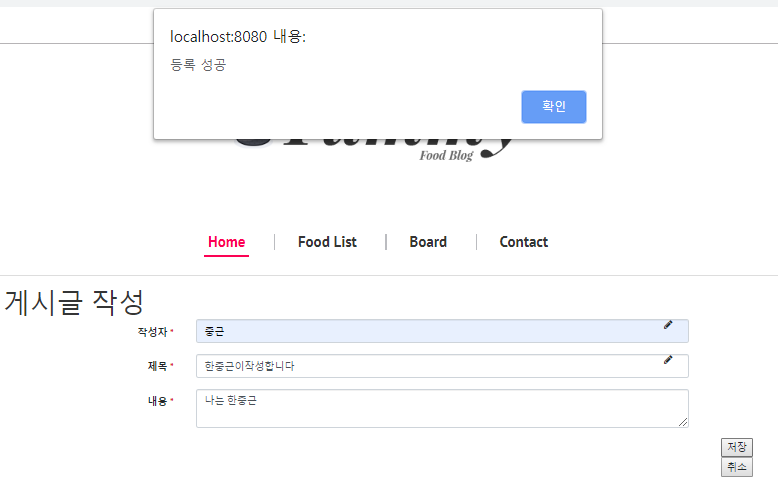 localhost:8080 내용:
등록 성공
확인
Food Blog
Home
Food List
Board
Contact
게시글 작성
작성자 *
중근
제목 *
한중근이작성합니다
내용 *
나는 한중근
저장
취소